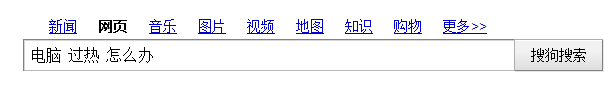 新闻 网页 音乐 图片 视频 地图 知识 购物 更多>>
电脑 过热 怎么办 搜狗搜索